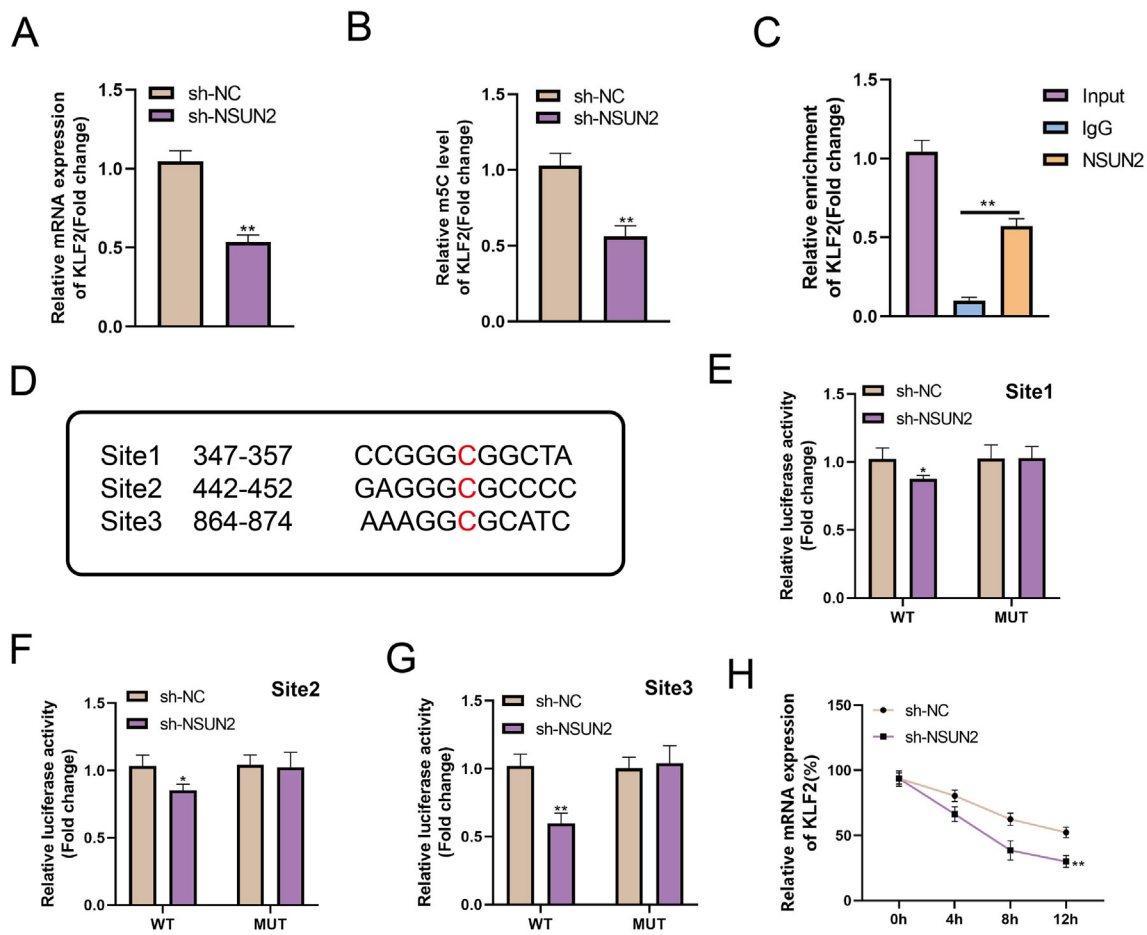 A
Relative mRNA expression
of KLF2(Fold change)
1.5
1.0
0.5
0.0
sh-NC
sh-NSUN2
**
B
Relative m5C level
of KLF2(Fold change)
1.5
1.0
0.5
0.0
sh-NC
sh-NSUN2
**
C
Relative enrichment
of KLF2(Fold change)
1.5
1.0
0.5
0.0
**
Input
IgG
NSUN2
D
Site1 347-357 CCGGGCGGCTA
Site2 442-452 GAGGGCGCCCC
Site3 864-874 AAAGGCGCATC
E
Relative luciferase activity
(Fold change)
1.5
1.0
0.5
0.0
sh-NC
sh-NSUN2
Site1
*
WT MUT
F
Relative luciferase activity
(Fold change)
1.5
1.0
0.5
0.0
sh-NC
sh-NSUN2
Site2
*
WT MUT
G
Relative luciferase activity
(Fold change)
1.5
1.0
0.5
0.0
sh-NC
sh-NSUN2
Site3
**
WT MUT
H
Relative mRNA expression
of KLF2(%)
150
100
50
0
sh-NC
sh-NSUN2
**
0h 4h 8h 12h